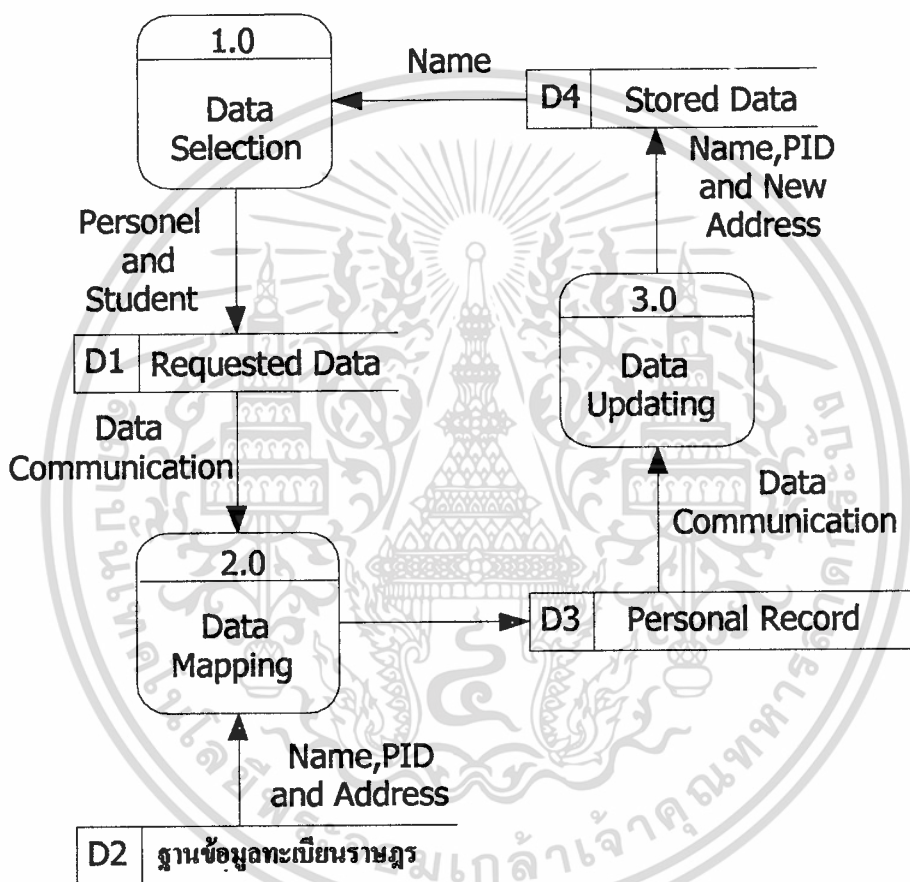 1.0
Data
Selection
Name
D4 Stored Data
Personel
and
Student
Name,PID
and New
Address
D1 Requested Data
3.0
Data
Updating
Data
Communication
Data
Communication
2.0
Data
Mapping
D3 Personal Record
Name,PID
and Address
D2 ฐานข้อมูลทะเบียนราษฎร